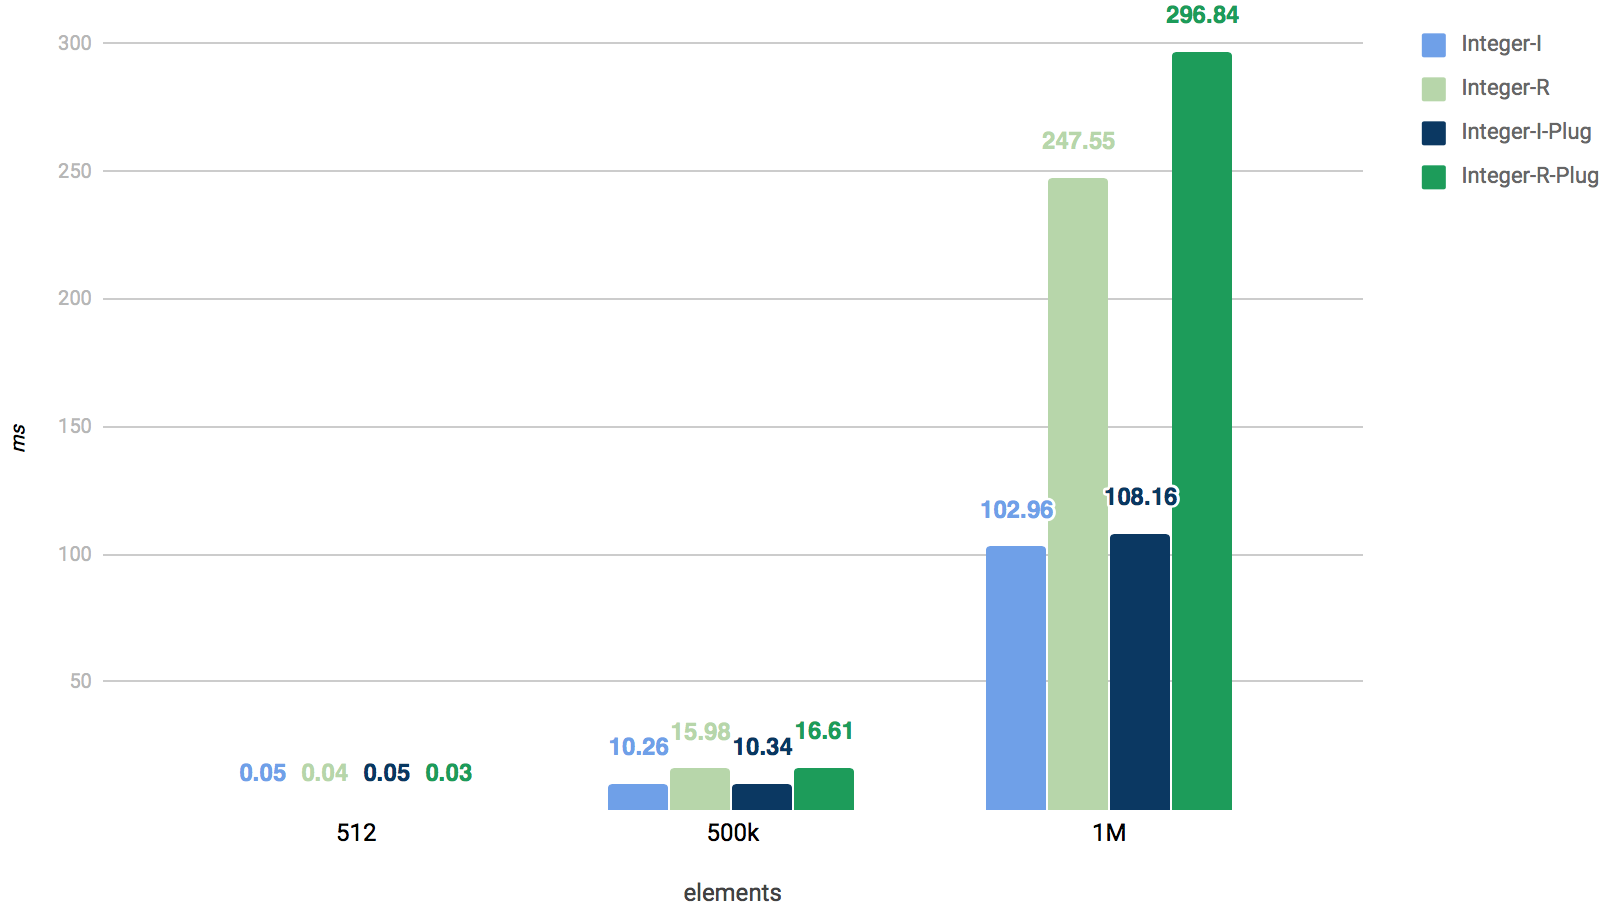 296.84
300
247.55
250
200
150
ms
108.16
102.96
100
50
16.61
15.98
10.34
10.26
0.05 0.04 0.05 0.03
512 500k 1M
elements
Integer-I
Integer-R
Integer-I-Plug
Integer-R-Plug